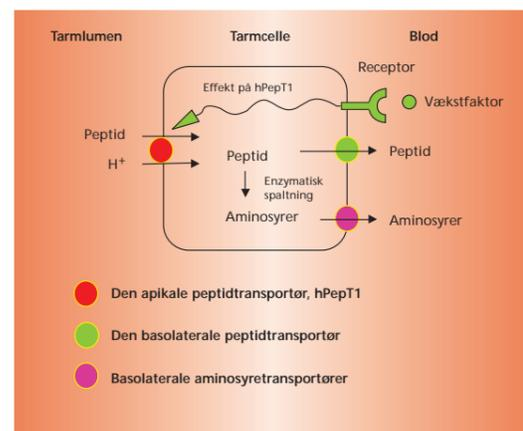 Tarmlumen
Tarmcelle
Blod
Receptor
Effekt på hPepT1
Vækstfaktor
Peptid
H⁺
Peptid
Peptid
Enzymatisk
spaltning
Aminosyrer
Aminosyrer
Den apikale peptidtransportør, hPepT1
Den basolaterale peptidtransportør
Basolaterale aminosyretransportører